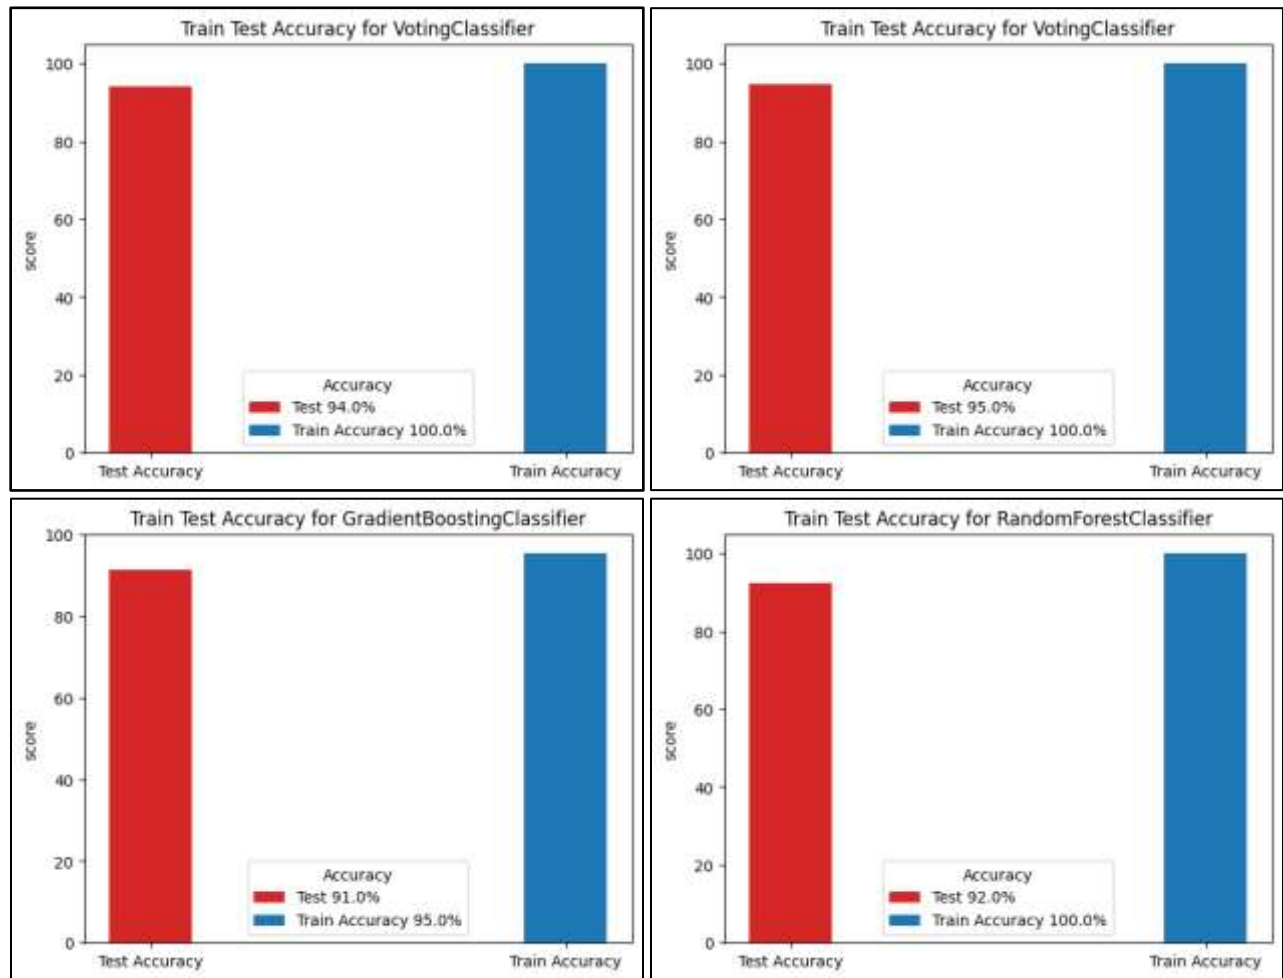 Train Test Accuracy for VotingClassifier
100
80
60
40
20
0
score
Accuracy
Test 94.0%
Train Accuracy 100.0%
Test Accuracy
Train Accuracy
Train Test Accuracy for VotingClassifier
100
80
60
40
20
0
score
Accuracy
Test 95.0%
Train Accuracy 100.0%
Test Accuracy
Train Accuracy
Train Test Accuracy for GradientBoostingClassifier
100
80
60
40
20
0
score
Accuracy
Test 91.0%
Train Accuracy 95.0%
Test Accuracy
Train Accuracy
Train Test Accuracy for RandomForestClassifier
100
80
60
40
20
0
score
Accuracy
Test 92.0%
Train Accuracy 100.0%
Test Accuracy
Train Accuracy